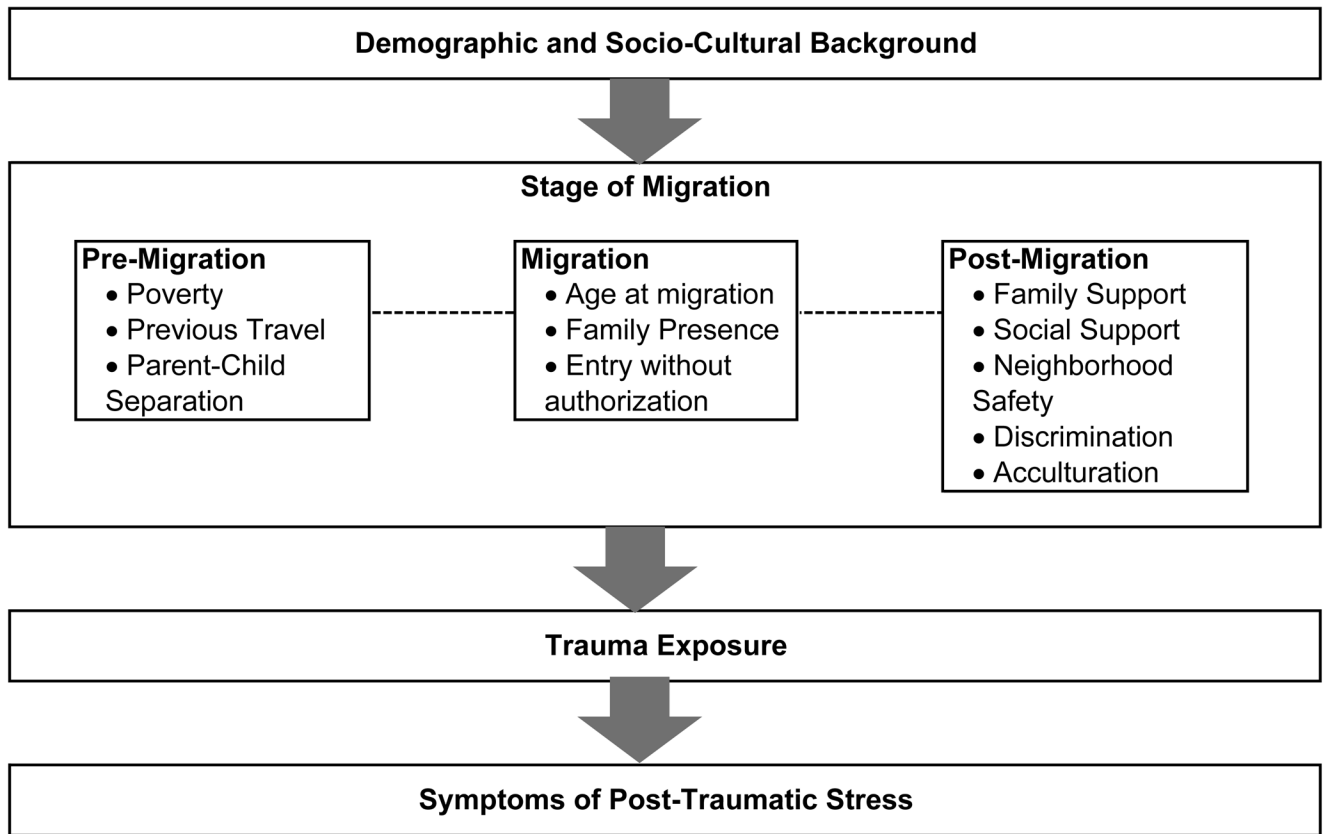 Demographic and Socio-Cultural Background
Stage of Migration
Pre-Migration
• Poverty
• Previous Travel
• Parent-Child
Separation
Migration
• Age at migration
• Family Presence
• Entry without
authorization
Post-Migration
• Family Support
• Social Support
• Neighborhood
Safety
• Discrimination
• Acculturation
Trauma Exposure
Symptoms of Post-Traumatic Stress